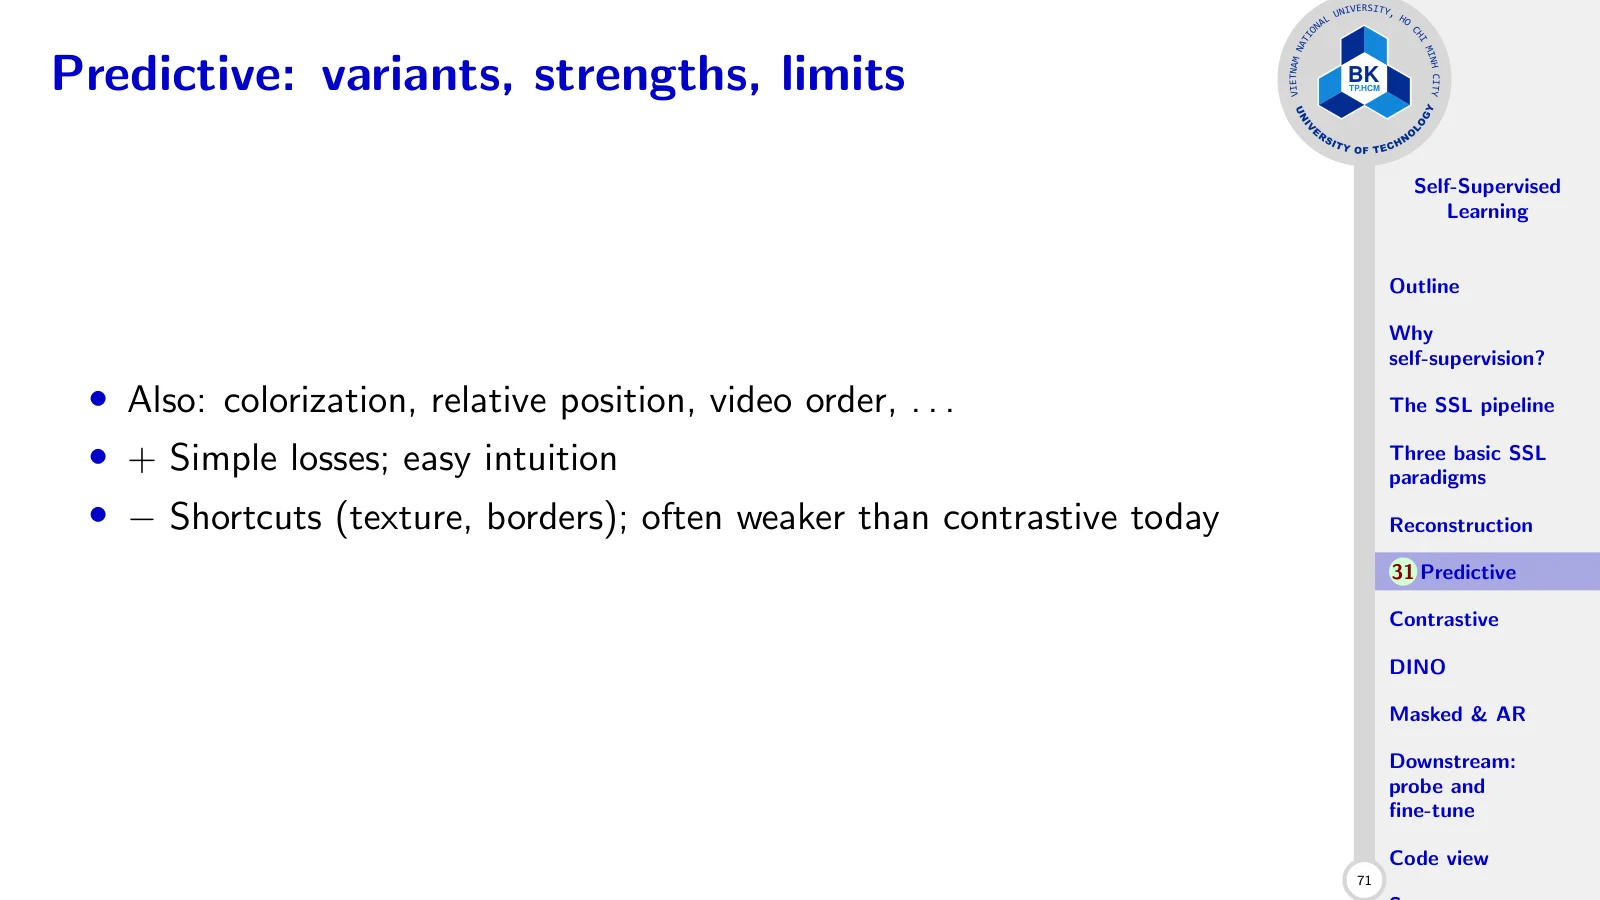 Predictive: variants, strengths, limits
• Also: colorization, relative position, video order, . . .
• + Simple losses; easy intuition
• − Shortcuts (texture, borders); often weaker than contrastive today
VIETNAM NATIONAL UNIVERSITY, HO CHI MINH CITY
BK
TP.HCM
UNIVERSITY OF TECHNOLOGY
Self-Supervised
Learning
Outline
Why
self-supervision?
The SSL pipeline
Three basic SSL
paradigms
Reconstruction
31 Predictive
Contrastive
DINO
Masked & AR
Downstream:
probe and
fine-tune
Code view
71